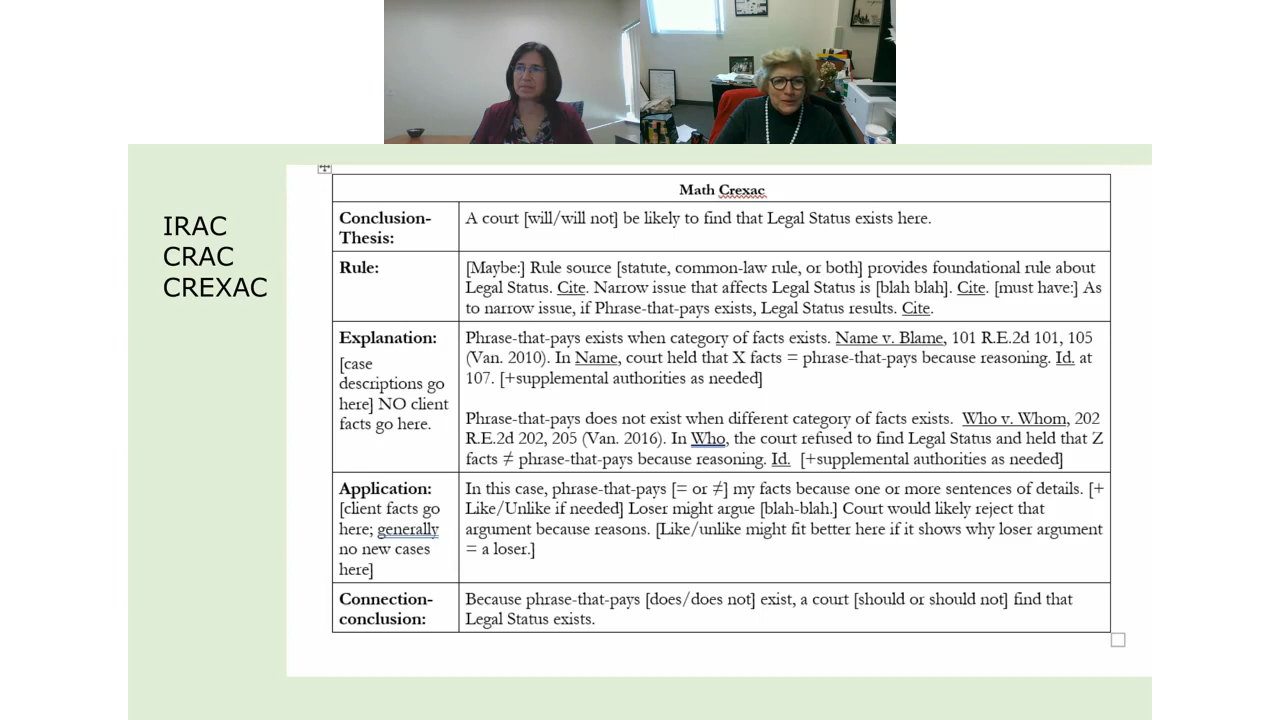 IRAC
CRAC
CREXAC
Math Crexac
Conclusion-
Thesis:
A court [will/will not] be likely to find that Legal Status exists here.
Rule:
[Maybe:] Rule source [statute, common-law rule, or both] provides foundational rule about
Legal Status. Cite. Narrow issue that affects Legal Status is [blah blah]. Cite. [must have:] As
to narrow issue, if Phrase-that-pays exists, Legal Status results. Cite.
Explanation:
[case
descriptions go
here] NO client
facts go here.
Phrase-that-pays exists when category of facts exists. Name v. Blame, 101 R.E.2d 101, 105
(Van. 2010). In Name, court held that X facts = phrase-that-pays because reasoning. Id. at
107. [+supplemental authorities as needed]
Phrase-that-pays does not exist when different category of facts exists. Who v. Whom, 202
R.E.2d 202, 205 (Van. 2016). In Who, the court refused to find Legal Status and held that Z
facts ≠ phrase-that-pays because reasoning. Id. [+supplemental authorities as needed]
Application:
[client facts go
here; generally
no new cases
here]
In this case, phrase-that-pays [= or ≠] my facts because one or more sentences of details. [+
Like/Unlike if needed] Loser might argue [blah-blah.] Court would likely reject that
argument because reasons. [Like/unlike might fit better here if it shows why loser argument
= a loser.]
Connection-
conclusion:
Because phrase-that-pays [does/does not] exist, a court [should or should not] find that
Legal Status exists.